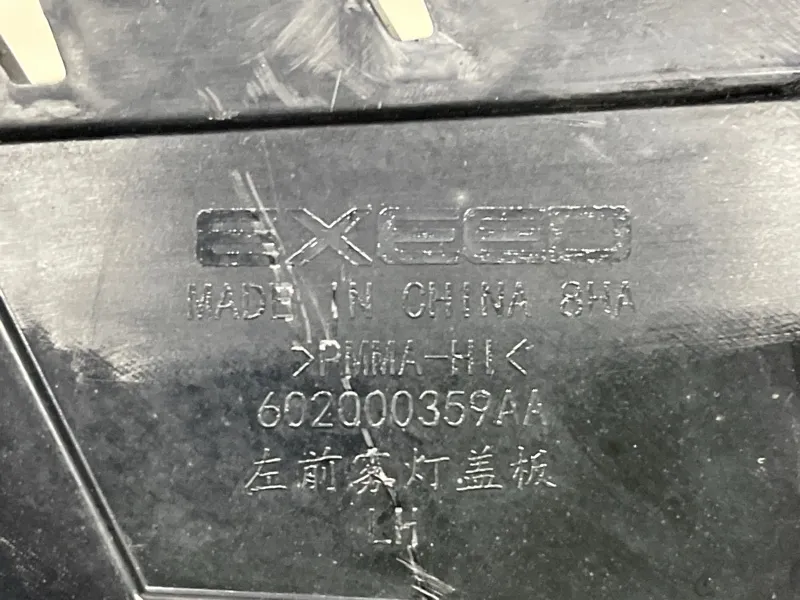 EXEED
MADE IN CHINA 8HA
>PMMA-HI<
602000359AA
左前雾灯盖板
LH